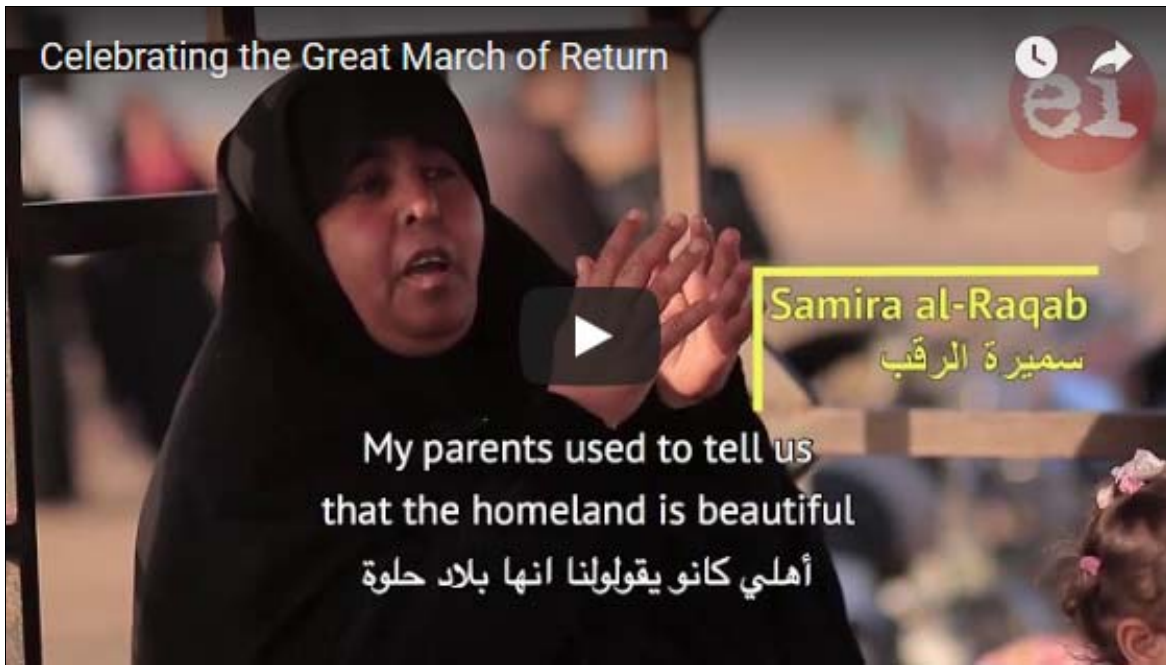 Celebrating the Great March of Return
ei
Samira al-Raqab
سميرة الرقب
My parents used to tell us
that the homeland is beautiful
أهلي كانو يقولولنا انها بلاد حلوة